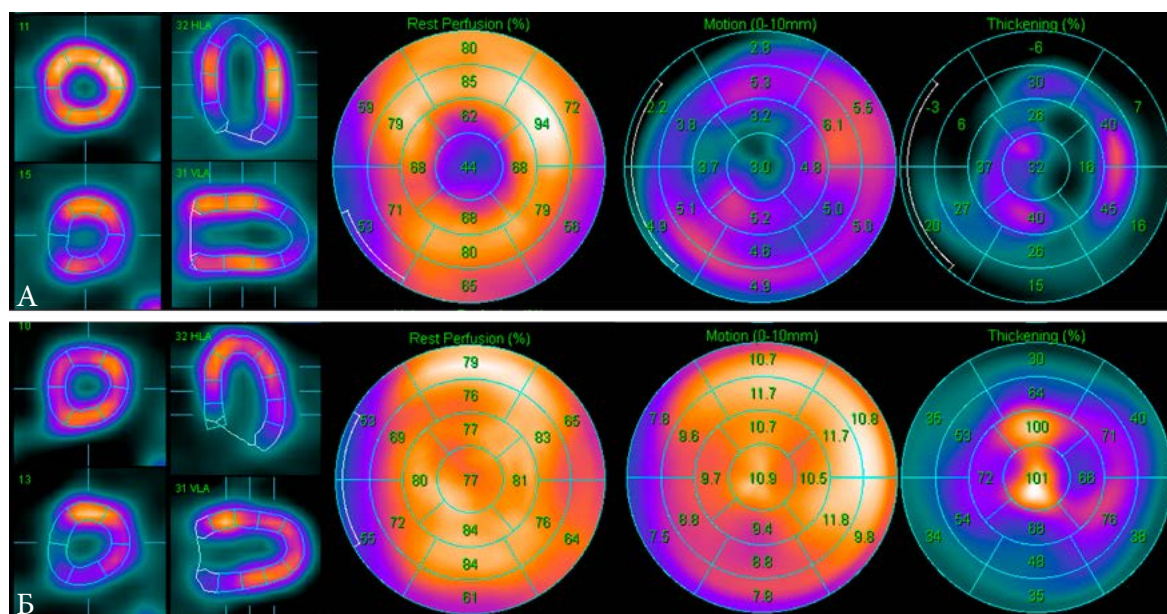 11
32 HLA
15
31 VLA
А
Rest Perfusion (%)
80
85
59 62 72
79 94
68 44 68
71 68 79
53 56
80
65
Motion (0-10mm)
2.9
5.3
2.2 5.5
3.8 3.2 6.1
3.7 3.0 4.8
5.1 5.2 5.0
4.9 5.0
4.6
4.9
Thickening (%)
-6
30
-3 7
6 26 40
37 32 16
27 40 45
20 16
26
15
10
32 HLA
13
31 VLA
Б
Rest Perfusion (%)
79
76
53 65
69 77 83
80 77 81
72 84 76
55 64
84
61
Motion (0-10mm)
10.7
11.7
7.8 10.8
9.6 10.7 11.7
9.7 10.9 10.5
8.8 9.4 11.8
7.5 9.8
8.8
7.8
Thickening (%)
30
64
35 40
53 100 71
72 101 66
54 68 76
34 38
48
35